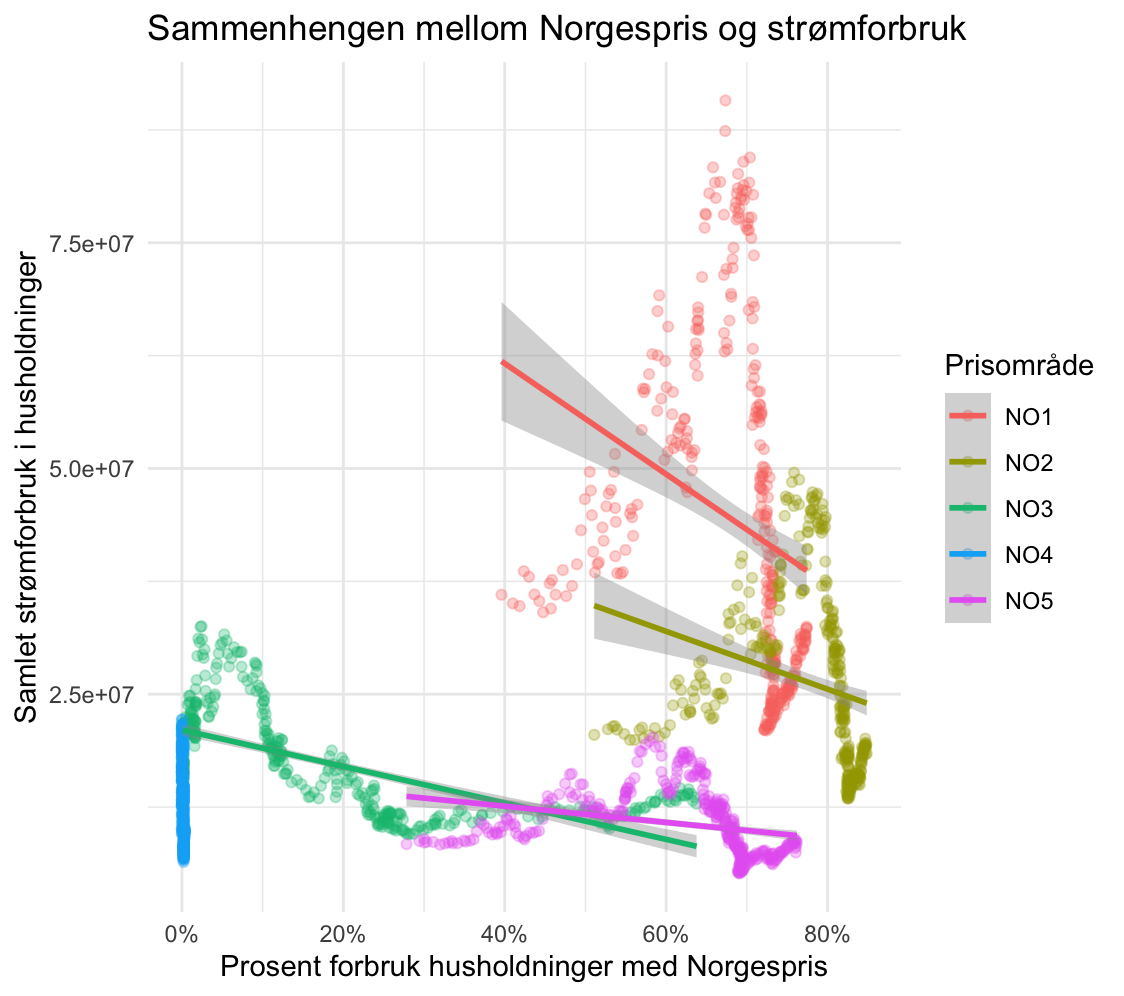 Sammenhengen mellom Norgespris og strømforbruk
Samlet strømforbruk i husholdninger
7.5e+07
5.0e+07
2.5e+07
0%
20%
40%
60%
80%
Prosent forbruk husholdninger med Norgespris
Prisområde
NO1
NO2
NO3
NO4
NO5